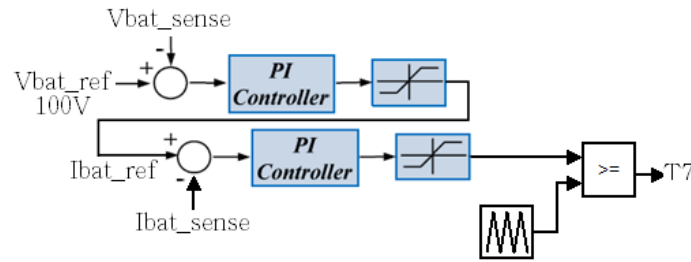 Vbat_sense
-
+
Vbat_ref
100V
PI
Controller
+
Ibat_ref
-
PI
Controller
>=
T7
Ibat_sense